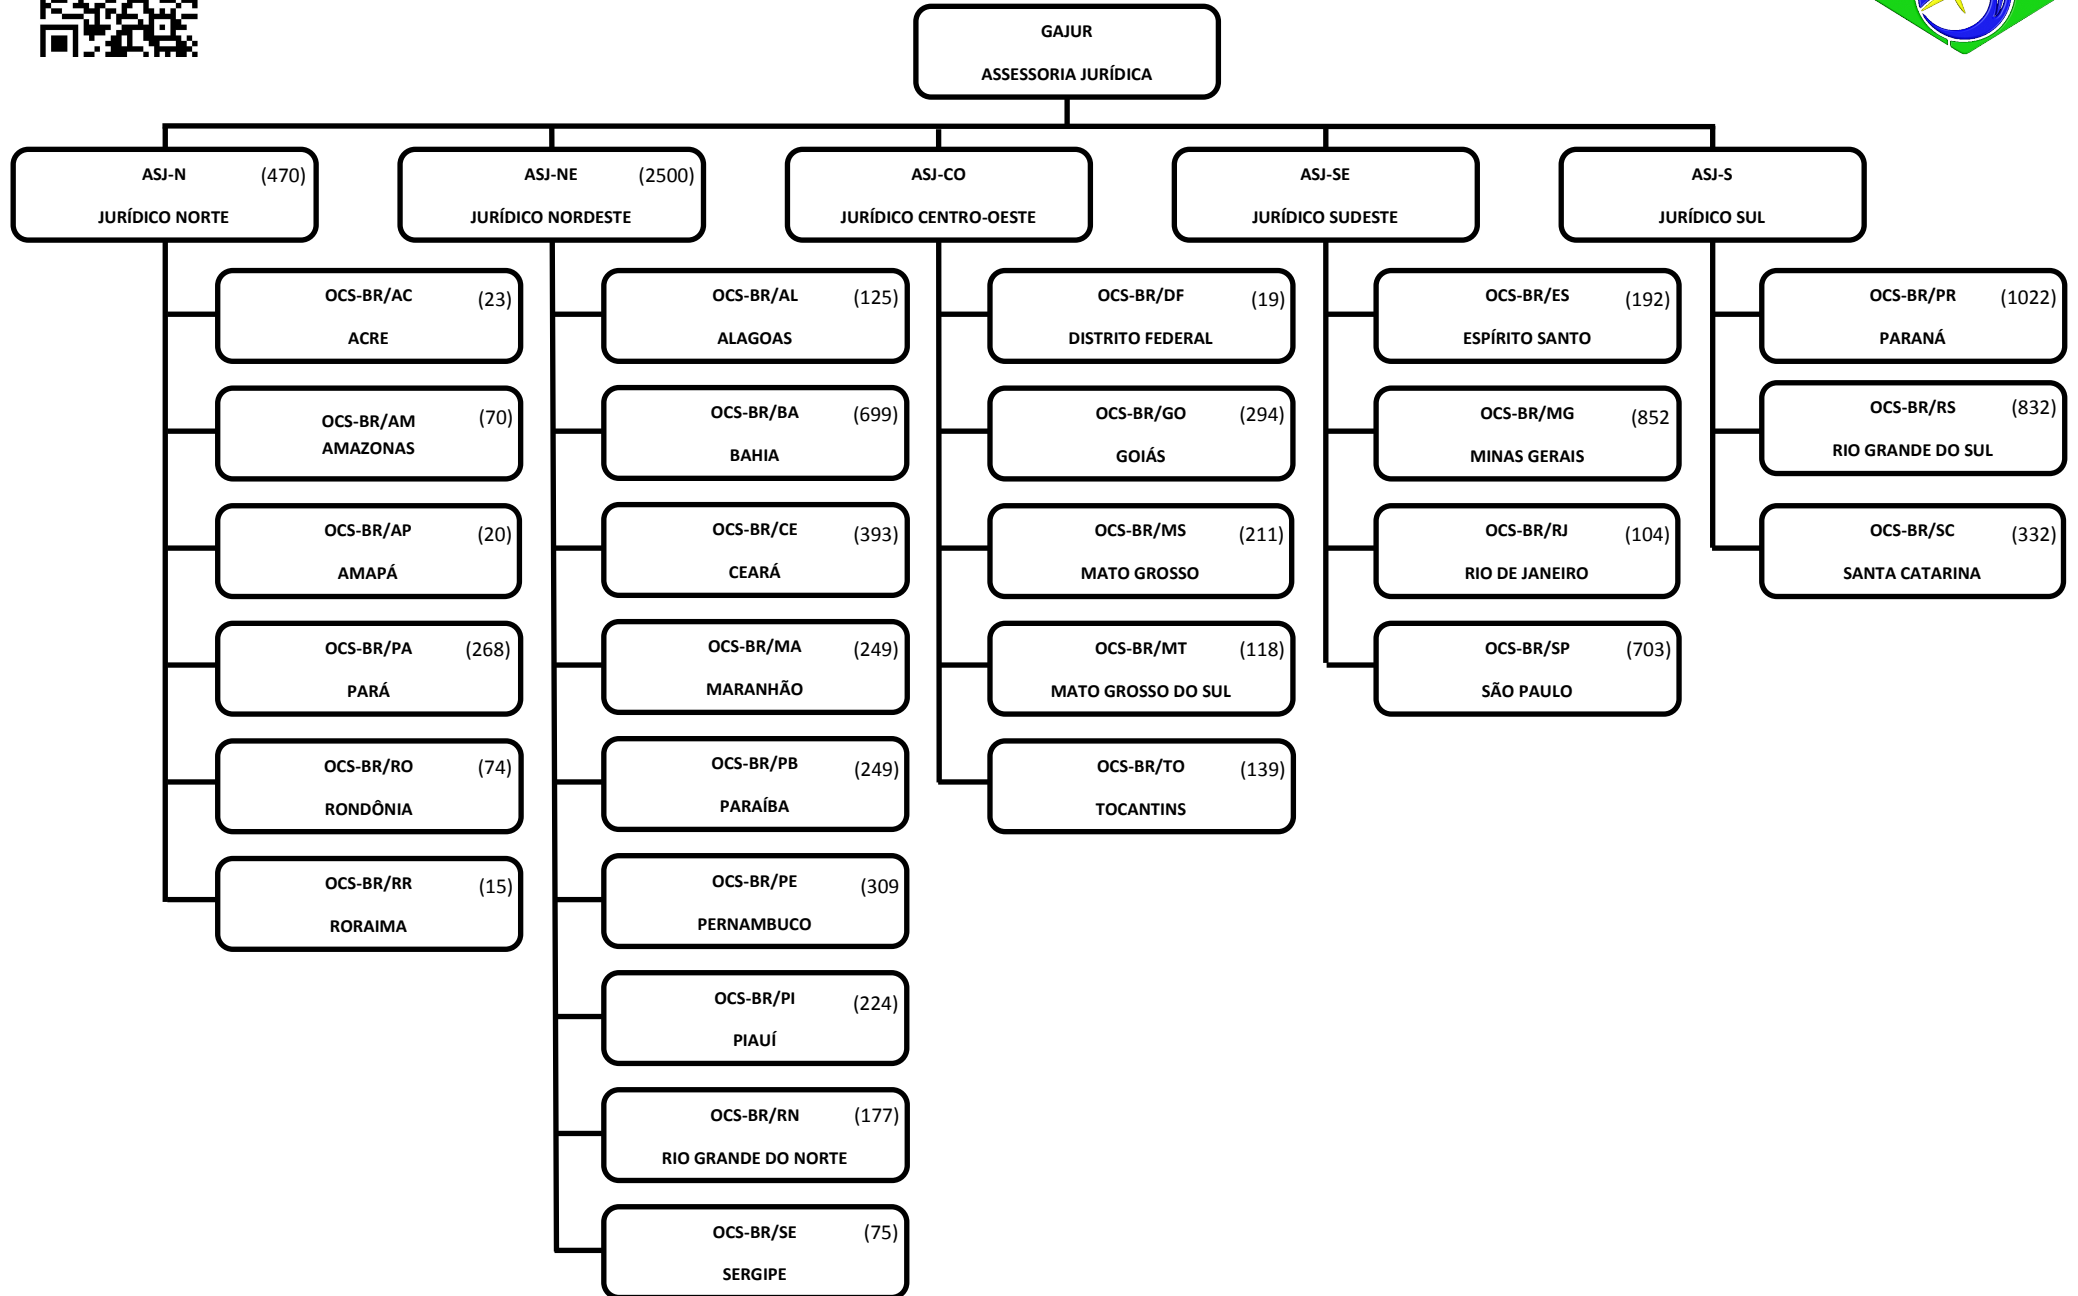 GAJUR
ASSESSORIA JURÍDICA
ASJ-N (470)
JURÍDICO NORTE
ASJ-NE (2500)
JURÍDICO NORDESTE
ASJ-CO
JURÍDICO CENTRO-OESTE
ASJ-SE
JURÍDICO SUDESTE
ASJ-S
JURÍDICO SUL
OCS-BR/AC (23)
ACRE
OCS-BR/AM (70)
AMAZONAS
OCS-BR/AP (20)
AMAPÁ
OCS-BR/PA (268)
PARÁ
OCS-BR/RO (74)
RONDÔNIA
OCS-BR/RR (15)
RORAIMA
OCS-BR/AL (125)
ALAGOAS
OCS-BR/BA (699)
BAHIA
OCS-BR/CE (393)
CEARÁ
OCS-BR/MA (249)
MARANHÃO
OCS-BR/PB (249)
PARAÍBA
OCS-BR/PE (309
PERNAMBUCO
OCS-BR/PI (224)
PIAUÍ
OCS-BR/RN (177)
RIO GRANDE DO NORTE
OCS-BR/SE (75)
SERGIPE
OCS-BR/DF (19)
DISTRITO FEDERAL
OCS-BR/GO (294)
GOIÁS
OCS-BR/MS (211)
MATO GROSSO
OCS-BR/MT (118)
MATO GROSSO DO SUL
OCS-BR/TO (139)
TOCANTINS
OCS-BR/ES (192)
ESPÍRITO SANTO
OCS-BR/MG (852
MINAS GERAIS
OCS-BR/RJ (104)
RIO DE JANEIRO
OCS-BR/SP (703)
SÃO PAULO
OCS-BR/PR (1022)
PARANÁ
OCS-BR/RS (832)
RIO GRANDE DO SUL
OCS-BR/SC (332)
SANTA CATARINA